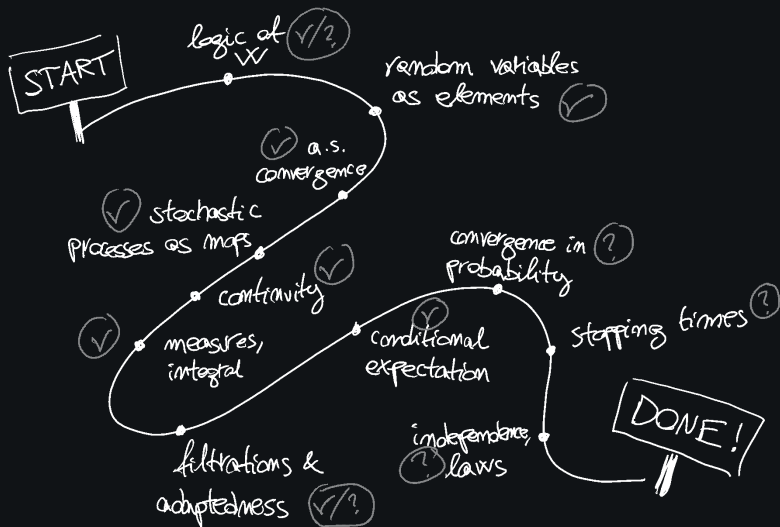 START
logic of ✓/?
W
random variables
as elements ✓
✓ a.s.
convergence
✓ stochastic
processes as maps
continuity ✓
✓ measures,
integral
filtrations &
adaptedness ✓/?
✓
conditional
expectation
convergence in ?
probability
stopping times ?
independence,
? laws
DONE!